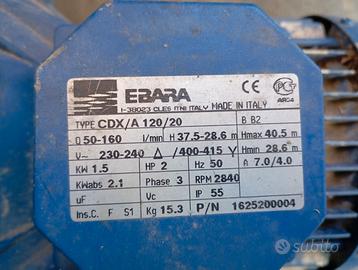 EBARA
I-38023 CLES (TN) ITALY MADE IN ITALY
TYPE CDX/A 120/20 B B2
Q 50-160 l/min H 37.5-28.6 m Hmax 40.5 m
V~ 230-240 Δ /400-415 Y Hmin 28.6 m
KW 1.5 HP 2 Hz 50 A 7.0/4.0
KWabs 2.1 Phase 3 RPM 2840
uF Vc IP 55
Ins.C. F S1 Kg 15.3 P/N 1625200004
subito